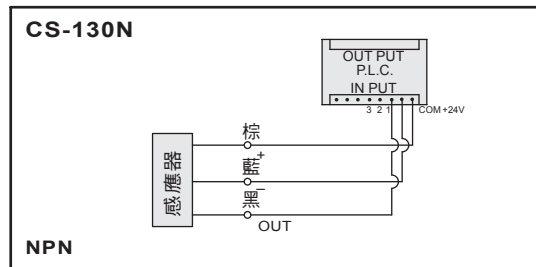 CS-130N
OUT PUT
P.L.C.
IN PUT
3 2 1 COM +24V
棕
+
藍
−
黑
OUT
感應器
NPN